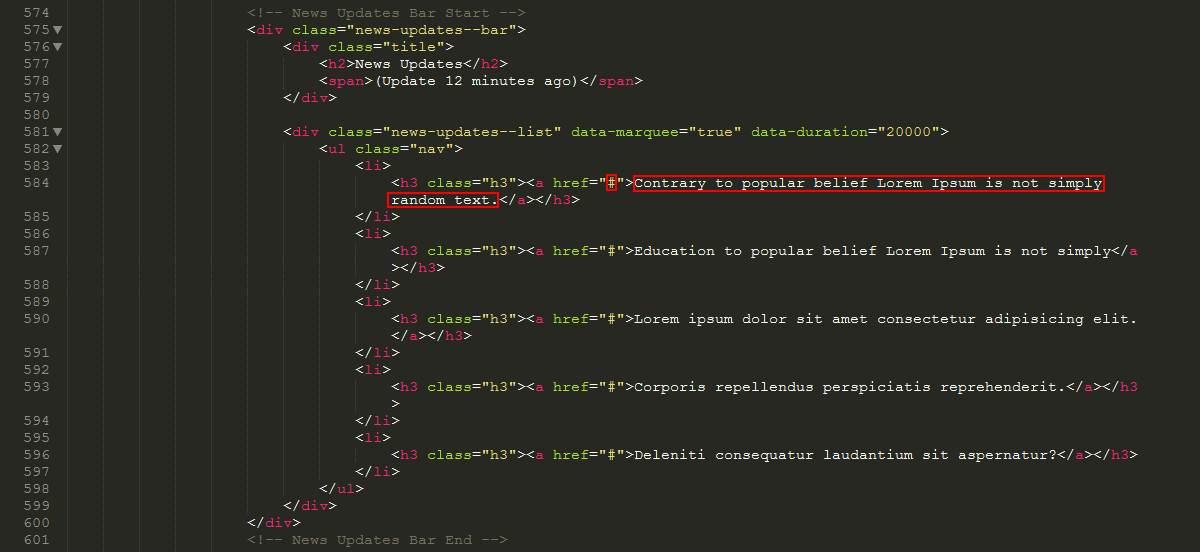 574 <!-- News Updates Bar Start -->
575 <div class="news-updates--bar">
576 <div class="title">
577 <h2>News Updates</h2>
578 <span>(Update 12 minutes ago)</span>
579 </div>
580
581 <div class="news-updates--list" data-marquee="true" data-duration="20000">
582 <ul class="nav">
583 <li>
584 <h3 class="h3"><a href="#">Contrary to popular belief Lorem Ipsum is not simply
random text.</a></h3>
585 </li>
586 <li>
587 <h3 class="h3"><a href="#">Education to popular belief Lorem Ipsum is not simply</a
></h3>
588 </li>
589 <li>
590 <h3 class="h3"><a href="#">Lorem ipsum dolor sit amet consectetur adipisicing elit.
</a></h3>
591 </li>
592 <li>
593 <h3 class="h3"><a href="#">Corporis repellendus perspiciatis reprehenderit.</a></h3
>
594 </li>
595 <li>
596 <h3 class="h3"><a href="#">Deleniti consequatur laudantium sit aspernatur?</a></h3>
597 </li>
598 </ul>
599 </div>
600 </div>
601 <!-- News Updates Bar End -->